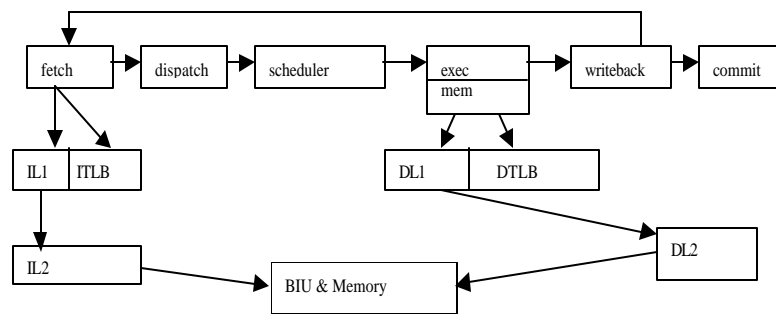 fetch
dispatch
scheduler
exec
mem
writeback
commit
IL1
ITLB
DL1
DTLB
IL2
BIU & Memory
DL2